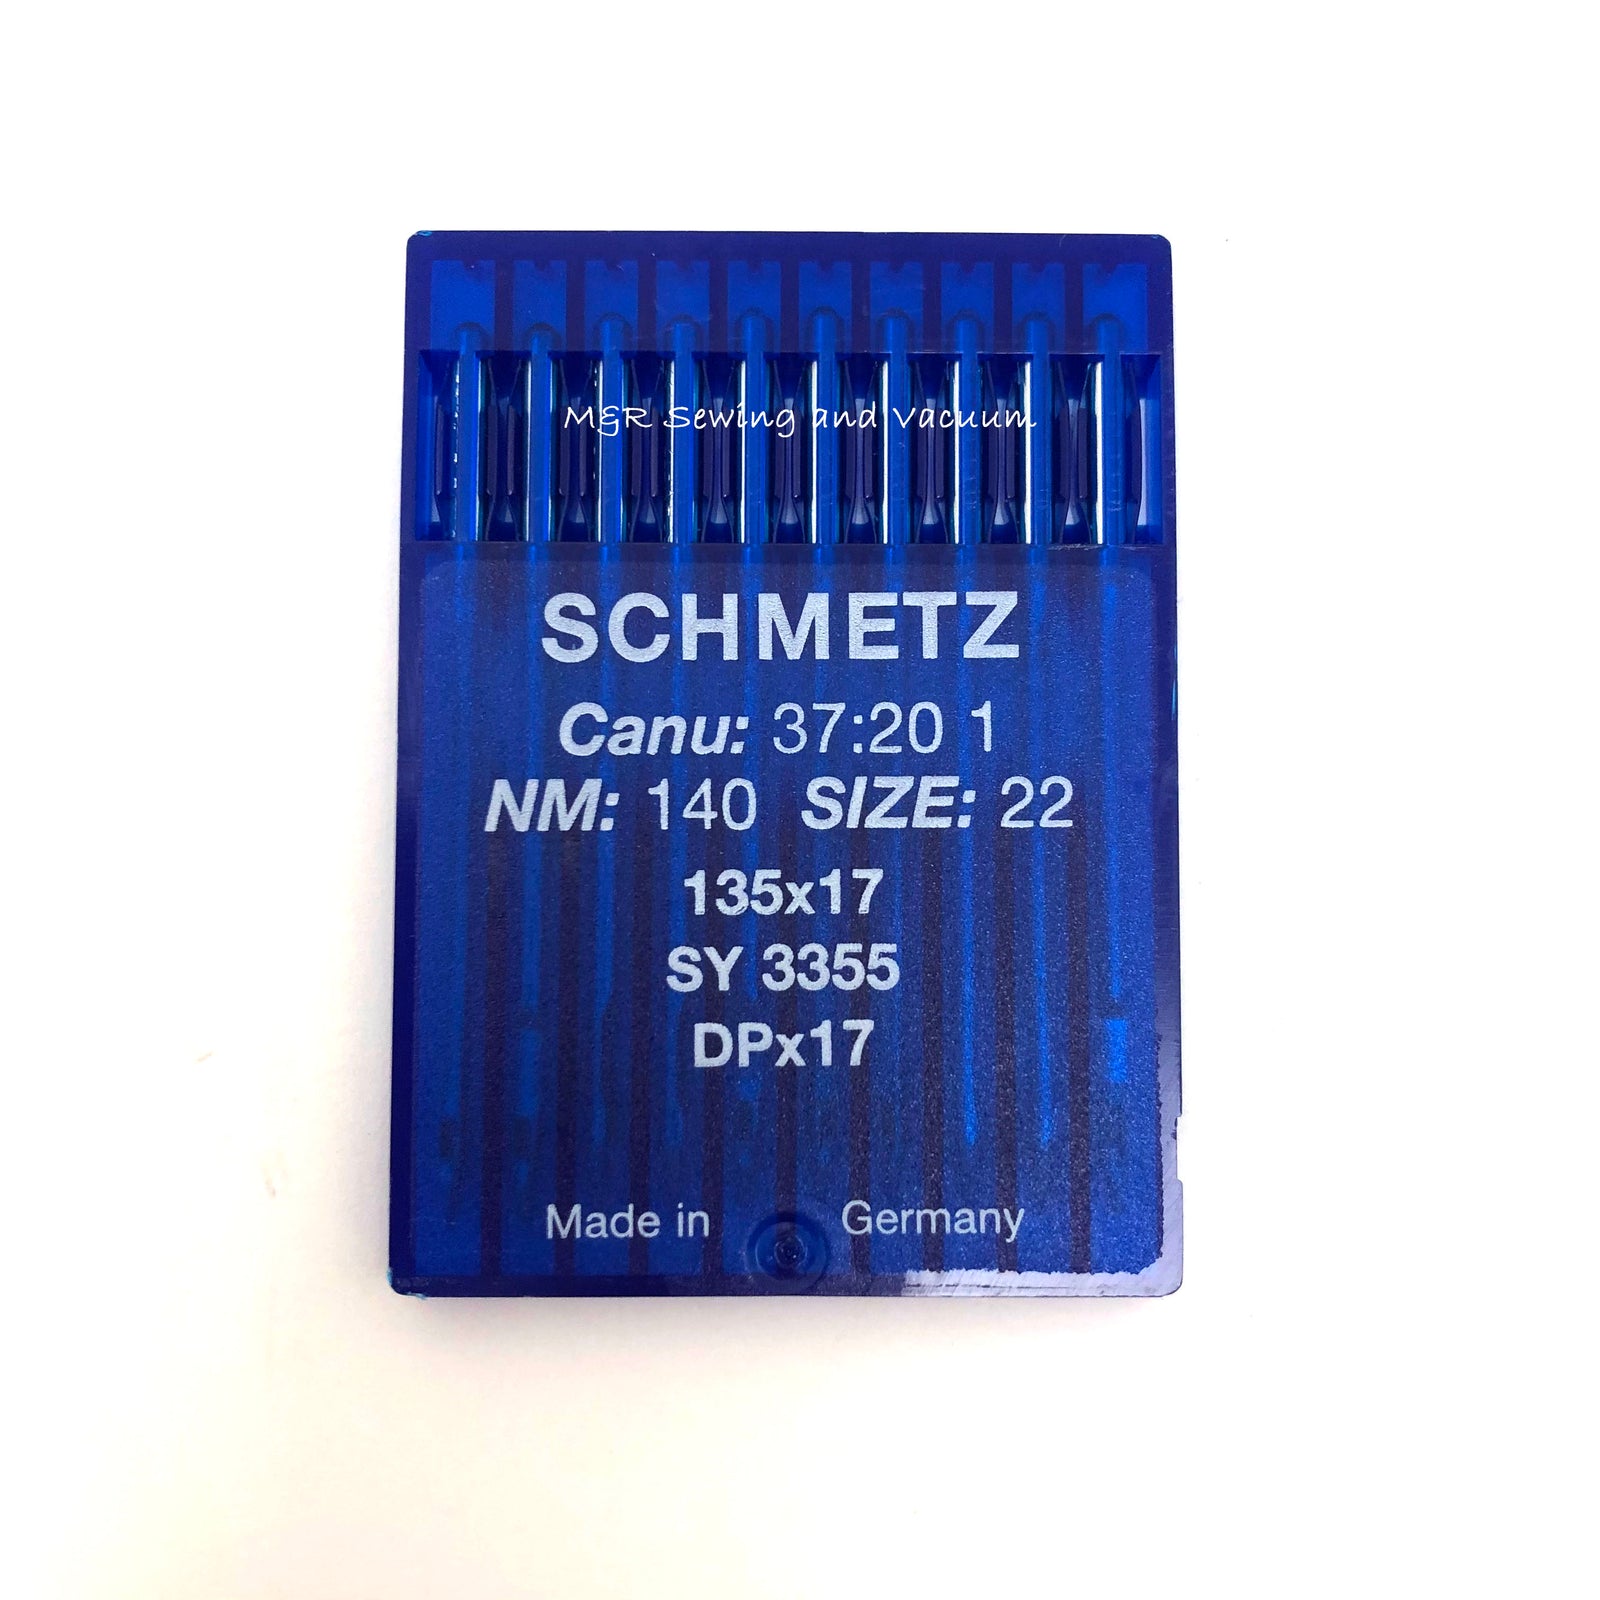 M&R Sewing and Vacuum
SCHMETZ
Canu: 37:20 1
NM: 140 SIZE: 22
135x17
SY 3355
DPx17
Made in Germany